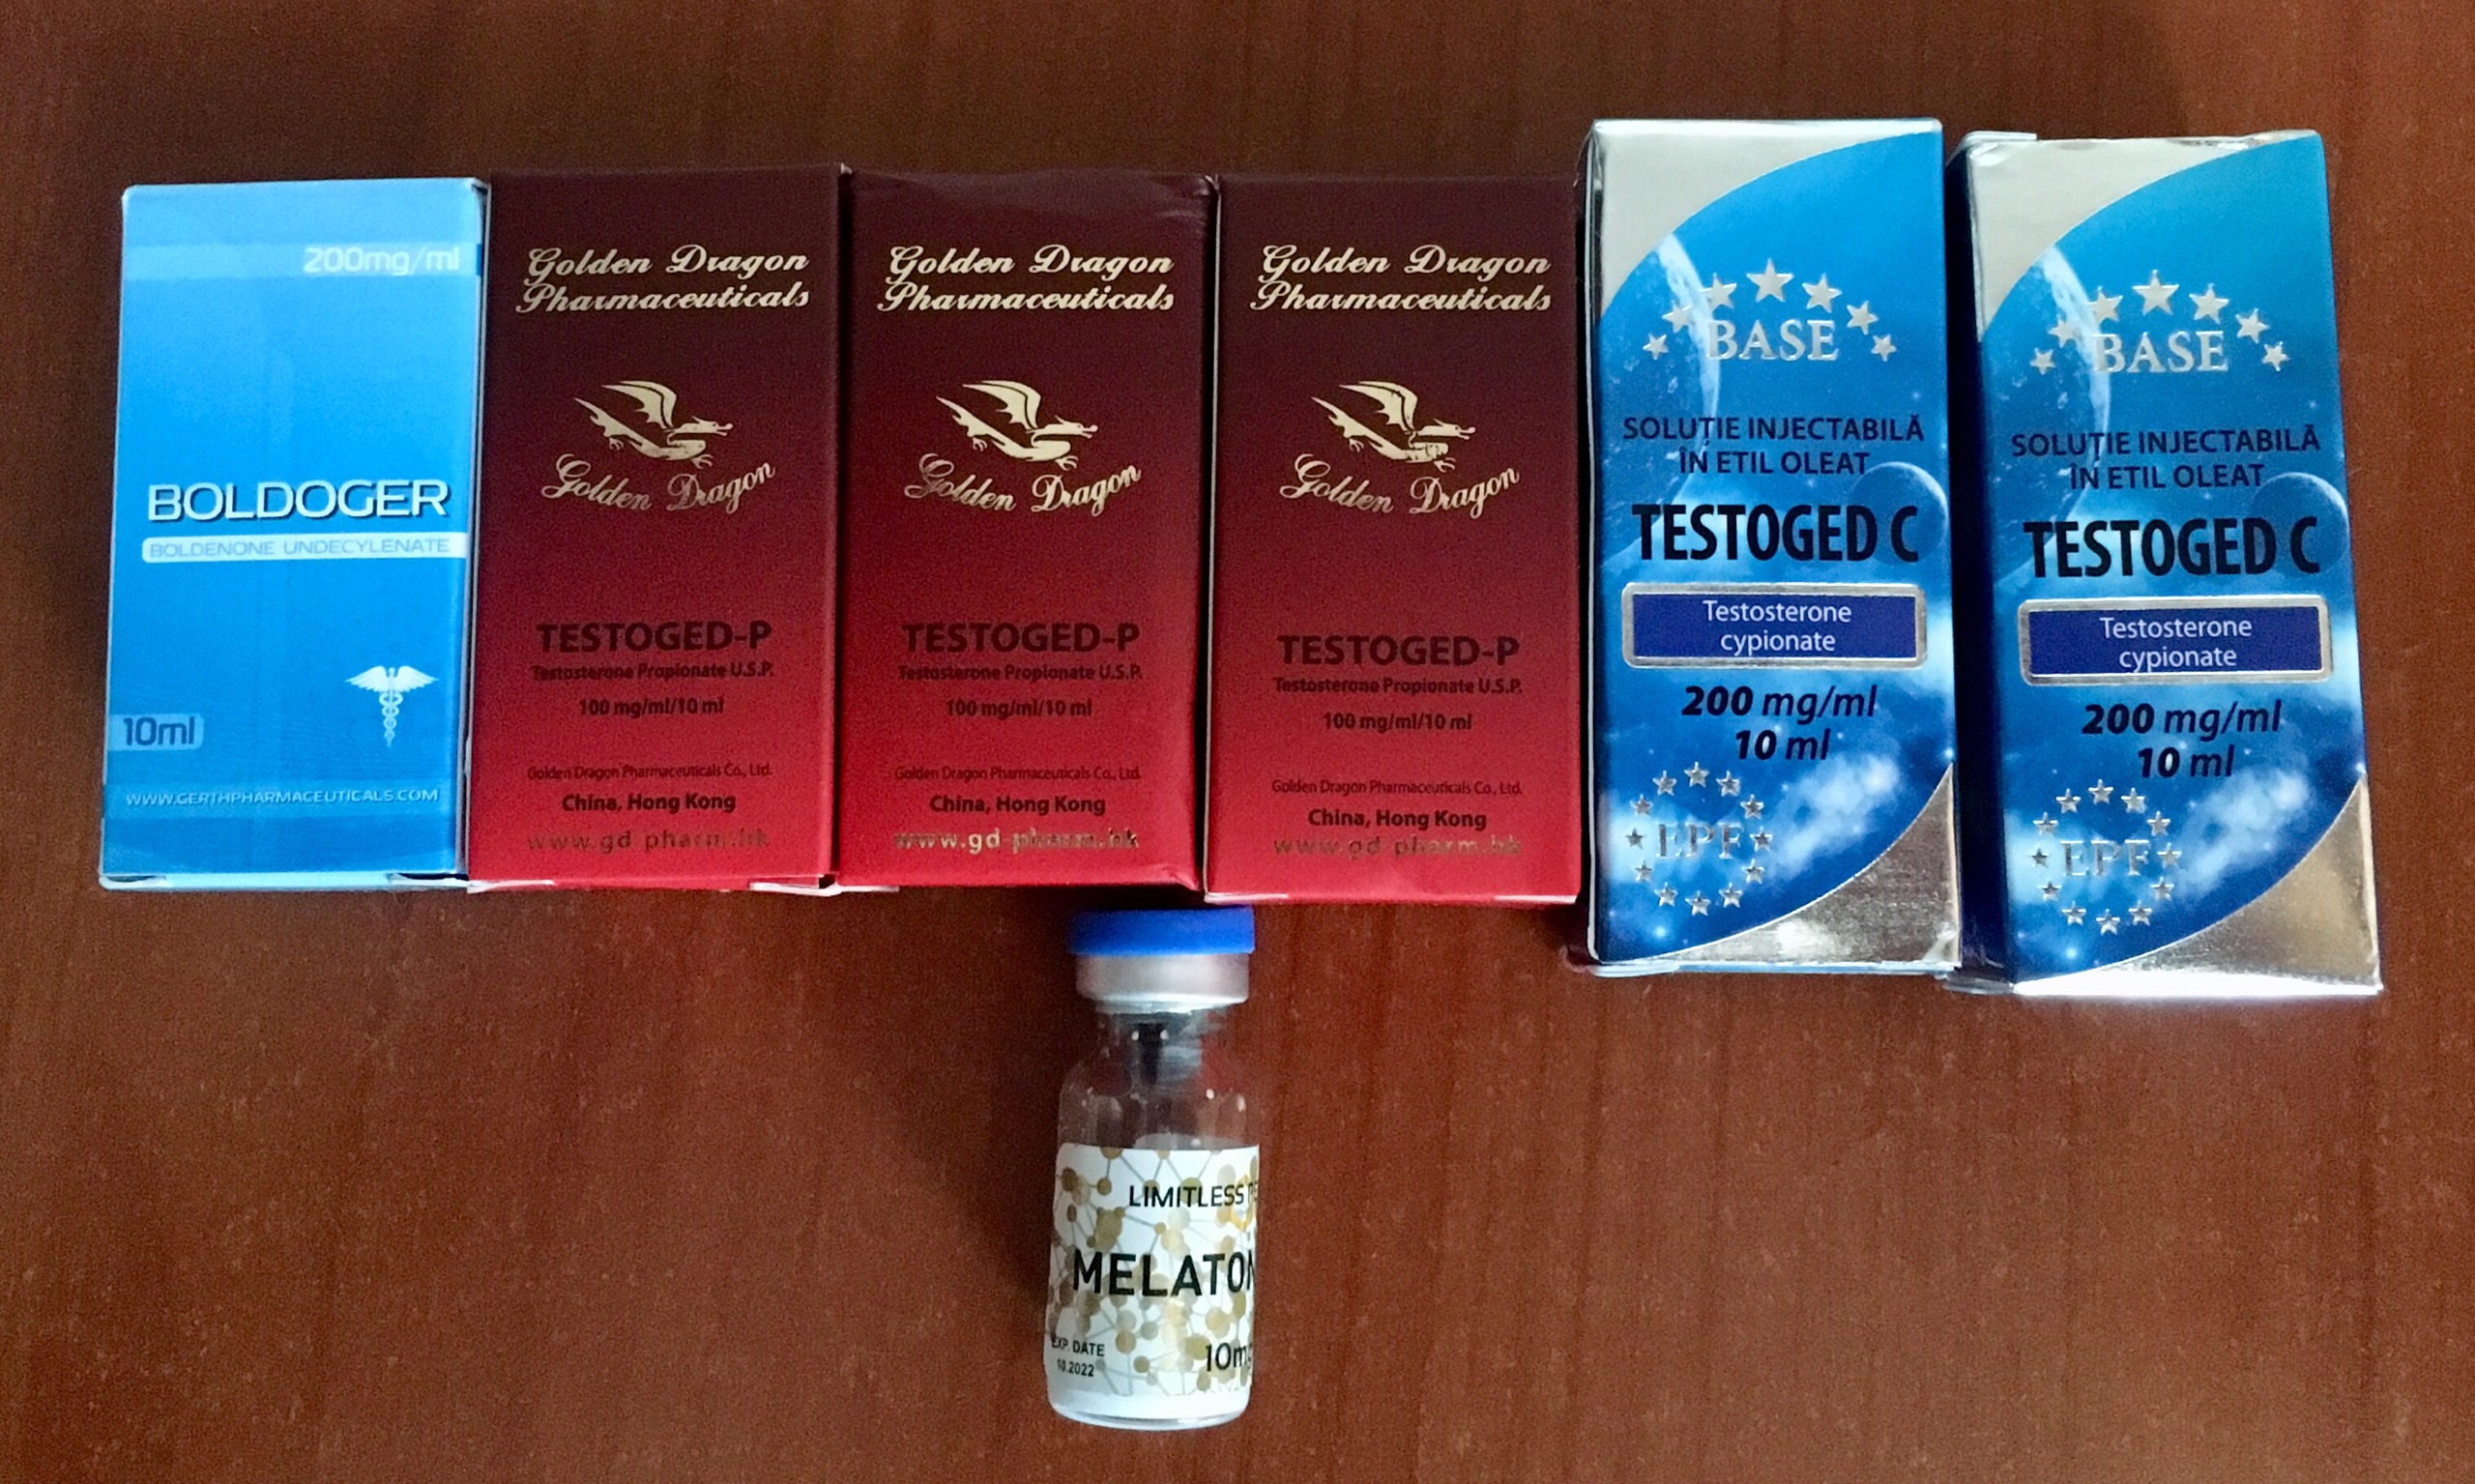 200mg/ml
BOLDOGER
BOLDENONE UNDECYLENATE
10ml
WWW.GERTHPHARMACEUTICALS.COM
Golden Dragon
Pharmaceuticals
Golden Dragon
TESTOGED-P
Testosterone Propionate U.S.P.
100 mg/ml/10 ml
Golden Dragon Pharmaceuticals Co., Ltd.
China, Hong Kong
www.gd-pharm.hk
Golden Dragon
Pharmaceuticals
Golden Dragon
TESTOGED-P
Testosterone Propionate U.S.P.
100 mg/ml/10 ml
Golden Dragon Pharmaceuticals Co., Ltd.
China, Hong Kong
www.gd-pharm.hk
Golden Dragon
Pharmaceuticals
Golden Dragon
TESTOGED-P
Testosterone Propionate U.S.P.
100 mg/ml/10 ml
Golden Dragon Pharmaceuticals Co., Ltd.
China, Hong Kong
www.gd-pharm.hk
BASE
SOLUȚIE INJECTABILĂ
ÎN ETIL OLEAT
TESTOGED C
Testosterone
cypionate
200 mg/ml
10 ml
EPF
BASE
SOLUȚIE INJECTABILĂ
ÎN ETIL OLEAT
TESTOGED C
Testosterone
cypionate
200 mg/ml
10 ml
EPF
LIMITLESS
MELATON
EXP. DATE
10.2022
10mg